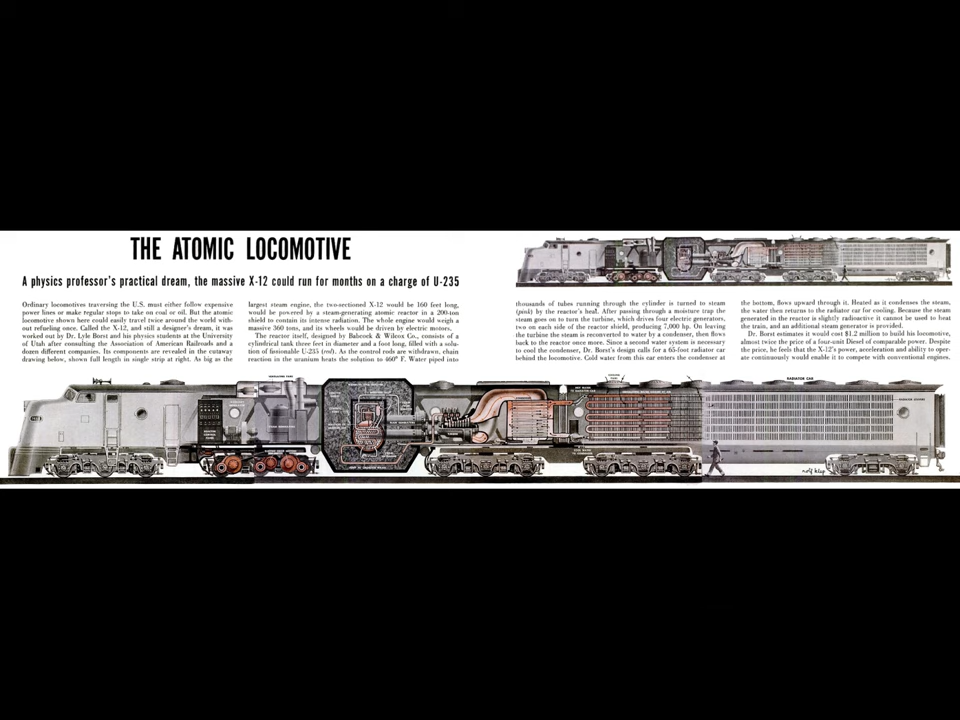 THE ATOMIC LOCOMOTIVE
A physics professor's practical dream, the massive X-12 could run for months on a charge of U-235
Ordinary locomotives traversing the U.S. must either follow expensive
power lines or make regular stops to take on coal or oil. But the atomic
locomotive shown here could easily travel twice around the world with-
out refueling once. Called the X-12, and still a designer's dream, it was
worked out by Dr. Lyle Borst and his physics students at the University
of Utah after consulting the Association of American Railroads and a
dozen different companies. Its components are revealed in the cutaway
drawing below, shown full length in single strip at right. As big as the
largest steam engine, the two-sectioned X-12 would be 160 feet long,
would be powered by a steam-generating atomic reactor in a 200-ton
shield to contain its intense radiation. The whole engine would weigh a
massive 360 tons, and its wheels would be driven by electric motors.
The reactor itself, designed by Babcock & Wilcox Co., consists of a
cylindrical tank three feet in diameter and a foot long, filled with a solu-
tion of fissionable U-235 (red). As the control rods are withdrawn, chain
reaction in the uranium heats the solution to 460° F. Water piped into
thousands of tubes running through the cylinder is turned to steam
(pink) by the reactor's heat. After passing through a moisture trap the
steam goes on to turn the turbine, which drives four electric generators,
two on each side of the reactor shield, producing 7,000 hp. On leaving
the turbine the steam is reconverted to water by a condenser, then flows
back to the reactor once more. Since a second water system is necessary
to cool the condenser, Dr. Borst's design calls for a 65-foot radiator car
behind the locomotive. Cold water from this car enters the condenser at
the bottom, flows upward through it. Heated as it condenses the steam,
the water then returns to the radiator car for cooling. Because the steam
generated in the reactor is slightly radioactive it cannot be used to heat
the train, and an additional steam generator is provided.
Dr. Borst estimates it would cost $1.2 million to build his locomotive,
almost twice the price of a four-unit Diesel of comparable power. Despite
the price, he feels that the X-12's power, acceleration and ability to oper-
ate continuously would enable it to compete with conventional engines.
RADIATOR CAR